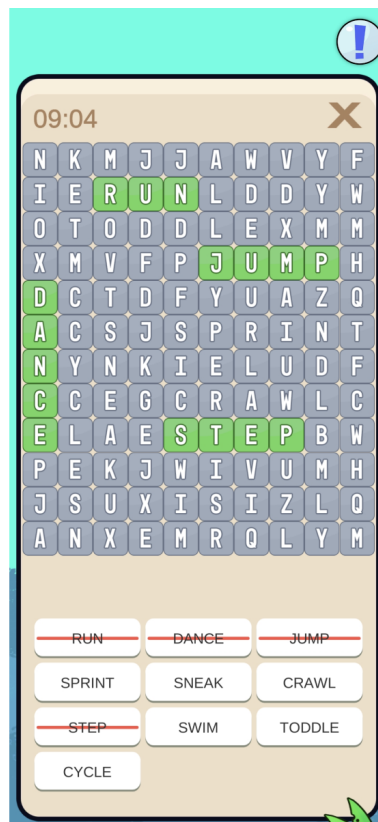 !
09:04 X
N K M J J A W V Y F
I E R U N L D D Y W
O T O D D L E X M M
X M V F P J U M P H
D C T D F Y U A Z Q
A C S J S P R I N T
N Y N K I E L U D F
C C E G C R A W L C
E L A E S T E P B W
P E K J W I V U M H
J S U X I S I Z L Q
A N X E M R Q L Y M
RUN DANCE JUMP
SPRINT SNEAK CRAWL
STEP SWIM TODDLE
CYCLE